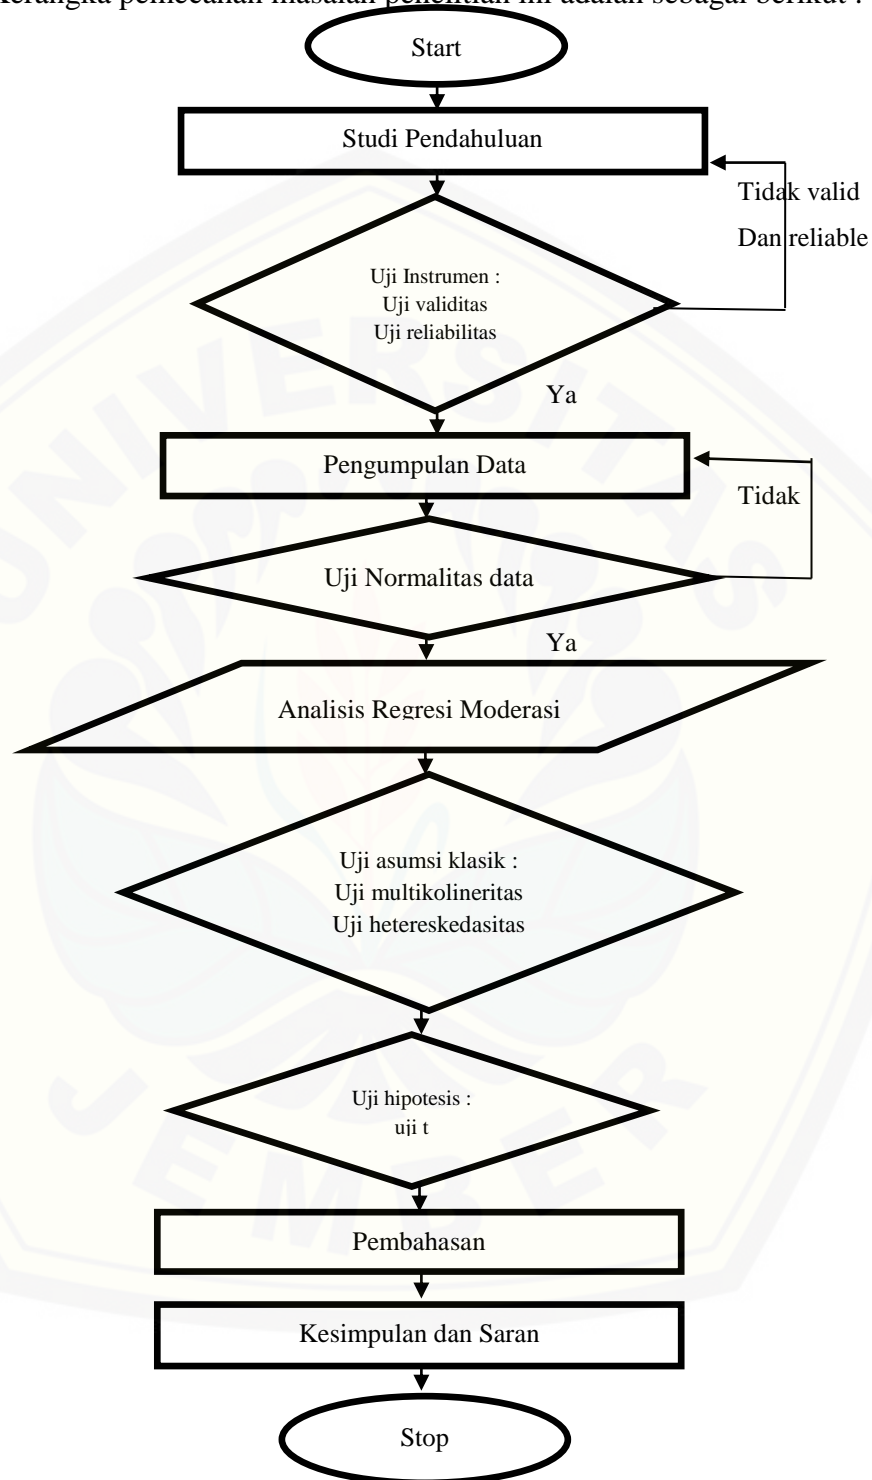 Kerangka pemecahan masalah penelitian ini adalah sebagai berikut :
Start
Studi Pendahuluan
Tidak valid
Dan reliable
Uji Instrumen :
Uji validitas
Uji reliabilitas
Ya
Pengumpulan Data
Tidak
Uji Normalitas data
Ya
Analisis Regresi Moderasi
Uji asumsi klasik :
Uji multikolineritas
Uji hetereskedasitas
Uji hipotesis :
uji t
Pembahasan
Kesimpulan dan Saran
Stop
UNIVERSITAS
JEMBER